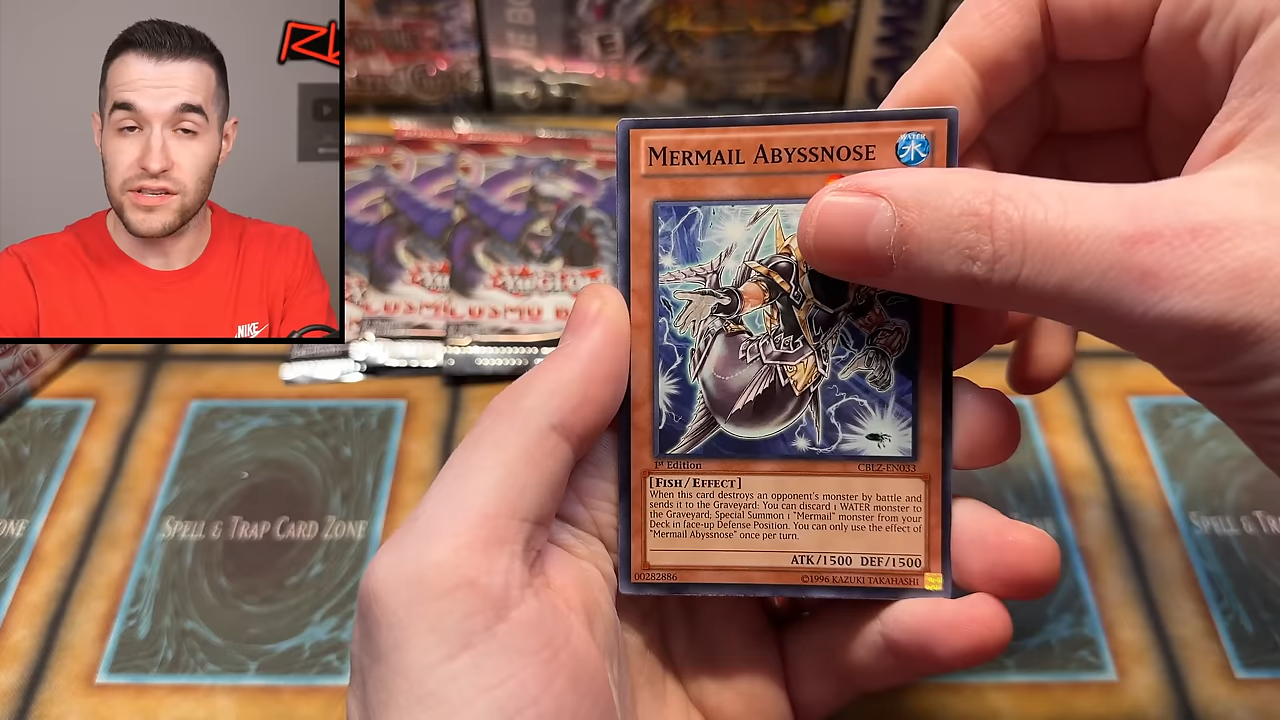 MERMAIL ABYSSNOSE
WATER
水
1st Edition
CBLZ-EN033
[FISH/EFFECT]
When this card destroys an opponent's monster by battle and
sends it to the Graveyard: You can discard 1 WATER monster to
the Graveyard; Special Summon 1 "Mermail" monster from your
Deck in face-up Defense Position. You can only use the effect of
"Mermail Abyssnose" once per turn.
ATK/1500 DEF/1500
00282886
©1996 KAZUKI TAKAHASHI
NIKE
SPELL & TRAP CARD ZONE
ONE
SPELL & TRA